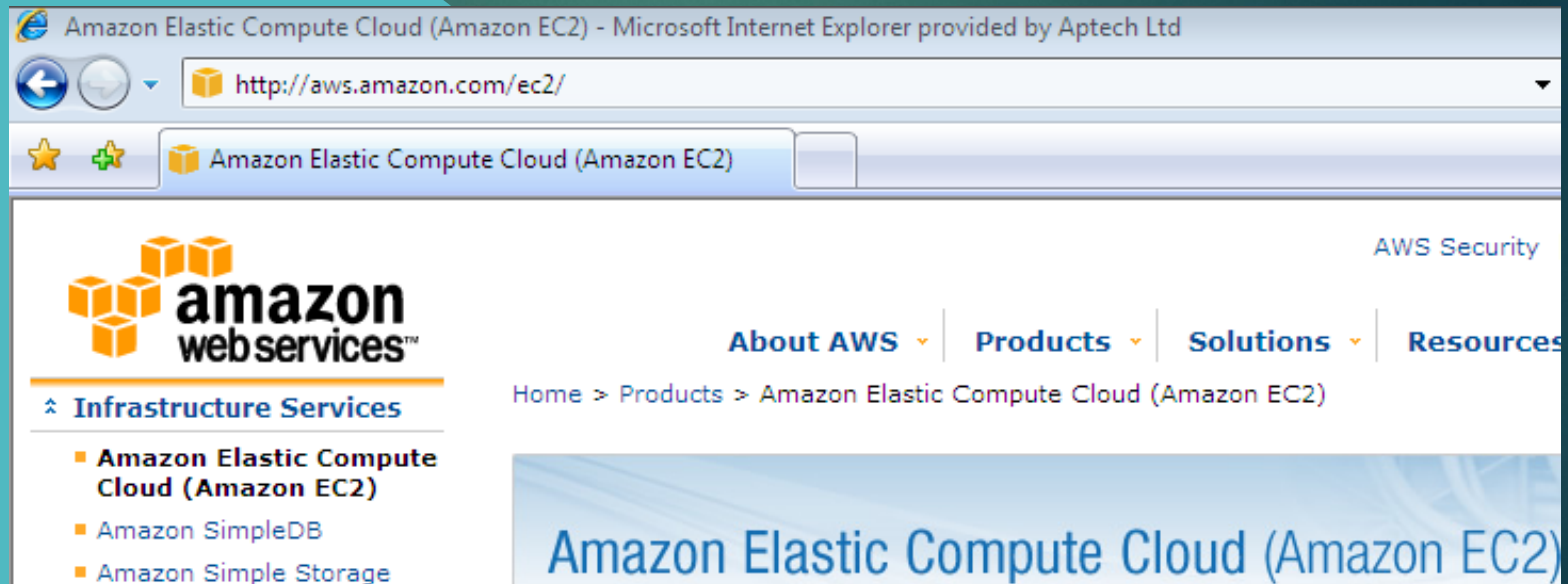 Amazon Elastic Compute Cloud (Amazon EC2) - Microsoft Internet Explorer provided by Aptech Ltd
http://aws.amazon.com/ec2/
Amazon Elastic Compute Cloud (Amazon EC2)
AWS Security
amazon
webservices™
About AWS Products Solutions Resources
Home > Products > Amazon Elastic Compute Cloud (Amazon EC2)
Infrastructure Services
Amazon Elastic Compute
Cloud (Amazon EC2)
Amazon SimpleDB
Amazon Simple Storage
Amazon Elastic Compute Cloud (Amazon EC2)